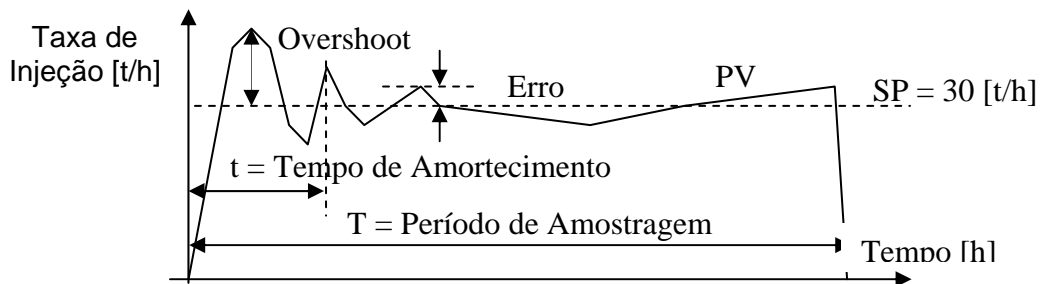 Taxa de
Injeção [t/h]
Overshoot
Erro
PV
SP = 30 [t/h]
t = Tempo de Amortecimento
T = Período de Amostragem
Tempo [h]